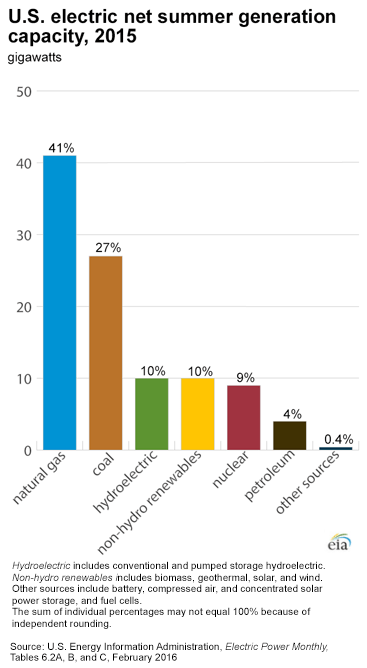 U.S. electric net summer generation
capacity, 2015
gigawatts
50
40
30
20
10
0
41%
27%
10%
10%
9%
4%
0.4%
natural gas
coal
hydroelectric
non-hydro renewables
nuclear
petroleum
other sources
eia
Hydroelectric includes conventional and pumped storage hydroelectric.
Non-hydro renewables includes biomass, geothermal, solar, and wind.
Other sources include battery, compressed air, and concentrated solar
power storage, and fuel cells.
The sum of individual percentages may not equal 100% because of
independent rounding.
Source: U.S. Energy Information Administration, Electric Power Monthly,
Tables 6.2A, B, and C, February 2016